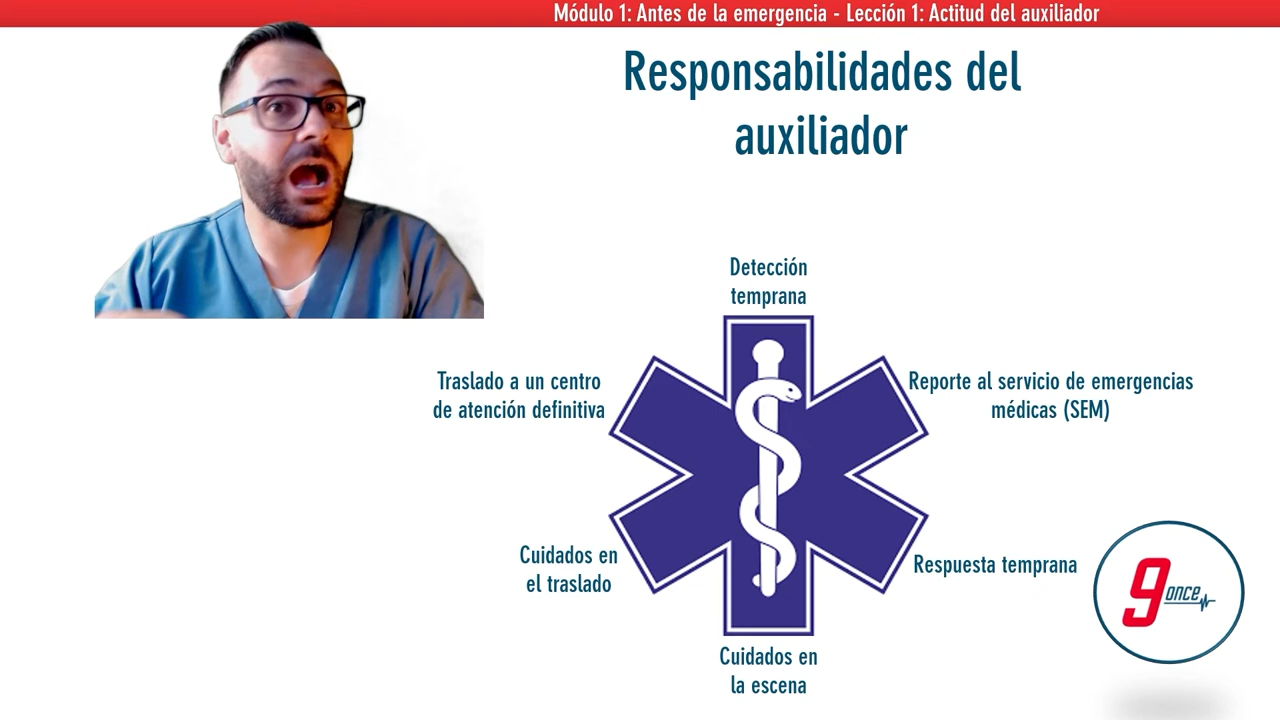 Módulo 1: Antes de la emergencia - Lección 1: Actitud del auxiliador
Responsabilidades del
auxiliador
Detección
temprana
Reporte al servicio de emergencias
médicas (SEM)
Respuesta temprana
Cuidados en
la escena
Cuidados en
el traslado
Traslado a un centro
de atención definitiva
9once